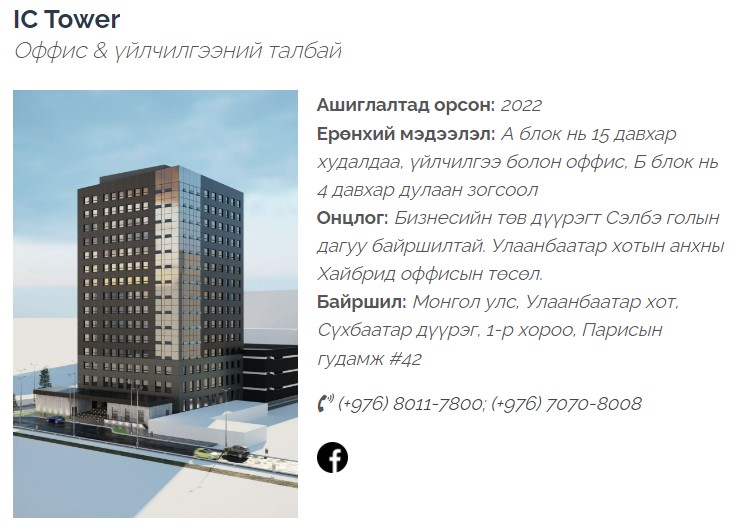 IC Tower
Оффис & үйлчилгээний талбай
Ашиглалтад орсон: 2022
Ерөнхий мэдээлэл: А блок нь 15 давхар
худалдаа, үйлчилгээ болон оффис, Б блок нь
4 давхар дулаан зогсоол
Онцлог: Бизнесийн төв дүүрэгт Сэлбэ голын
дагуу байршилтай. Улаанбаатар хотын анхны
Хайбрид оффисын төсөл.
Байршил: Монгол улс, Улаанбаатар хот,
Сүхбаатар дүүрэг, 1-р хороо, Парисын
гудамж #42
(+976) 8011-7800; (+976) 7070-8008